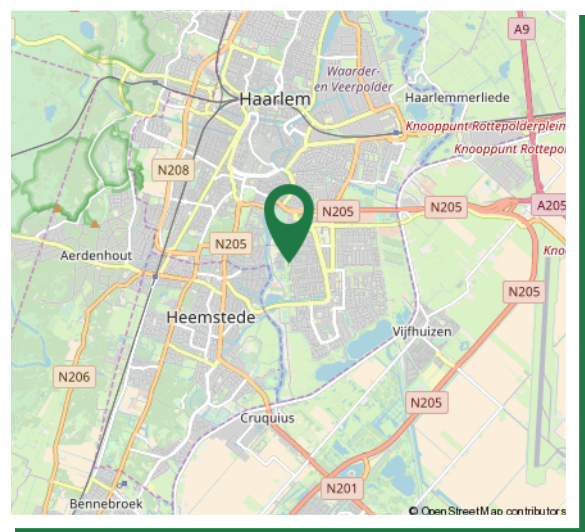 A9
Waarder-
en Veerpolder
Haarlem
Haarlemmerliede
Knooppunt Rottepolderplein
Knooppunt Rottepol
N208
N205
N205
A205
N205
Kno
Aerdenhout
N205
Heemstede
Vijfhuizen
N206
N205
Cruquius
N201
Bennebroek
© OpenStreetMap contributors